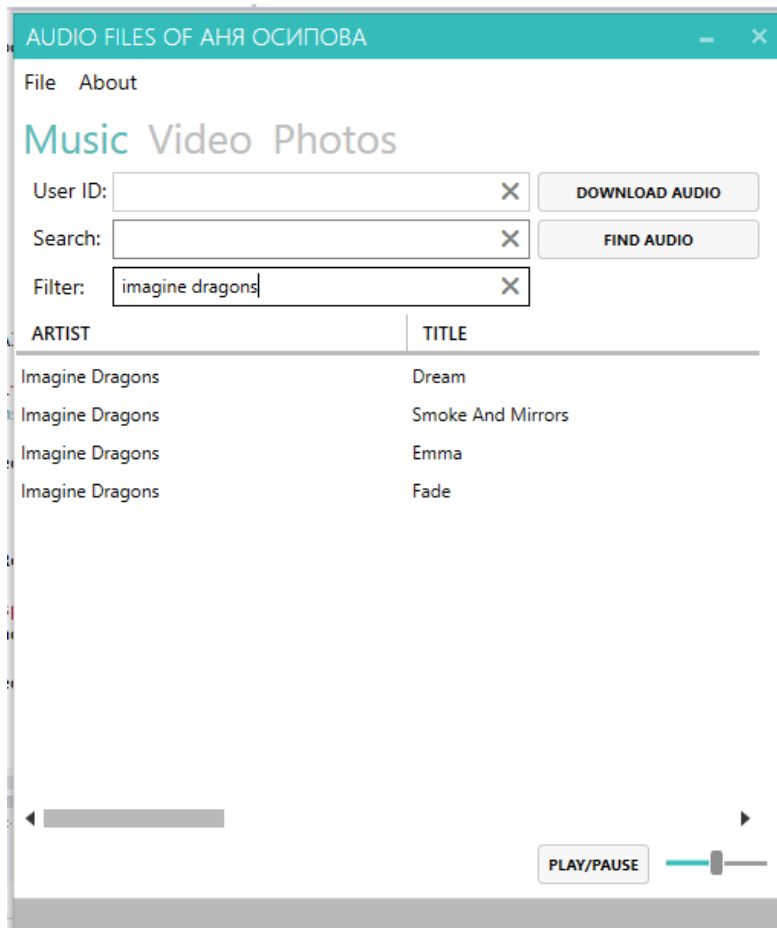 AUDIO FILES OF АНЯ ОСИПОВА
File About
Music Video Photos
User ID: DOWNLOAD AUDIO
Search: FIND AUDIO
Filter: imagine dragons
ARTIST TITLE
Imagine Dragons Dream
Imagine Dragons Smoke And Mirrors
Imagine Dragons Emma
Imagine Dragons Fade
PLAY/PAUSE